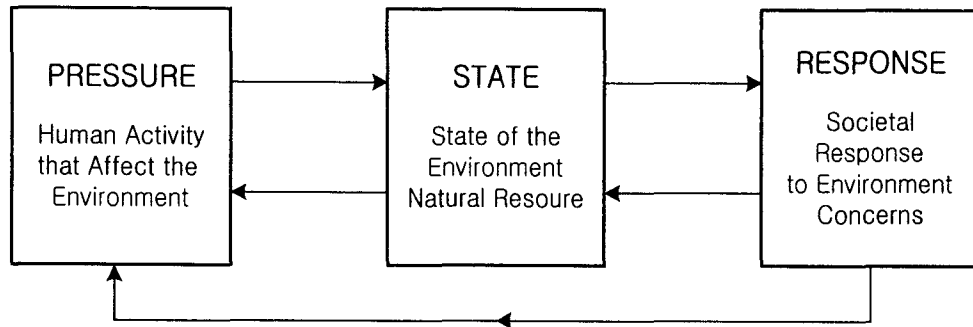 PRESSURE
Human Activity
that Affect the
Environment
STATE
State of the
Environment
Natural Resoure
RESPONSE
Societal
Response
to Environment
Concerns